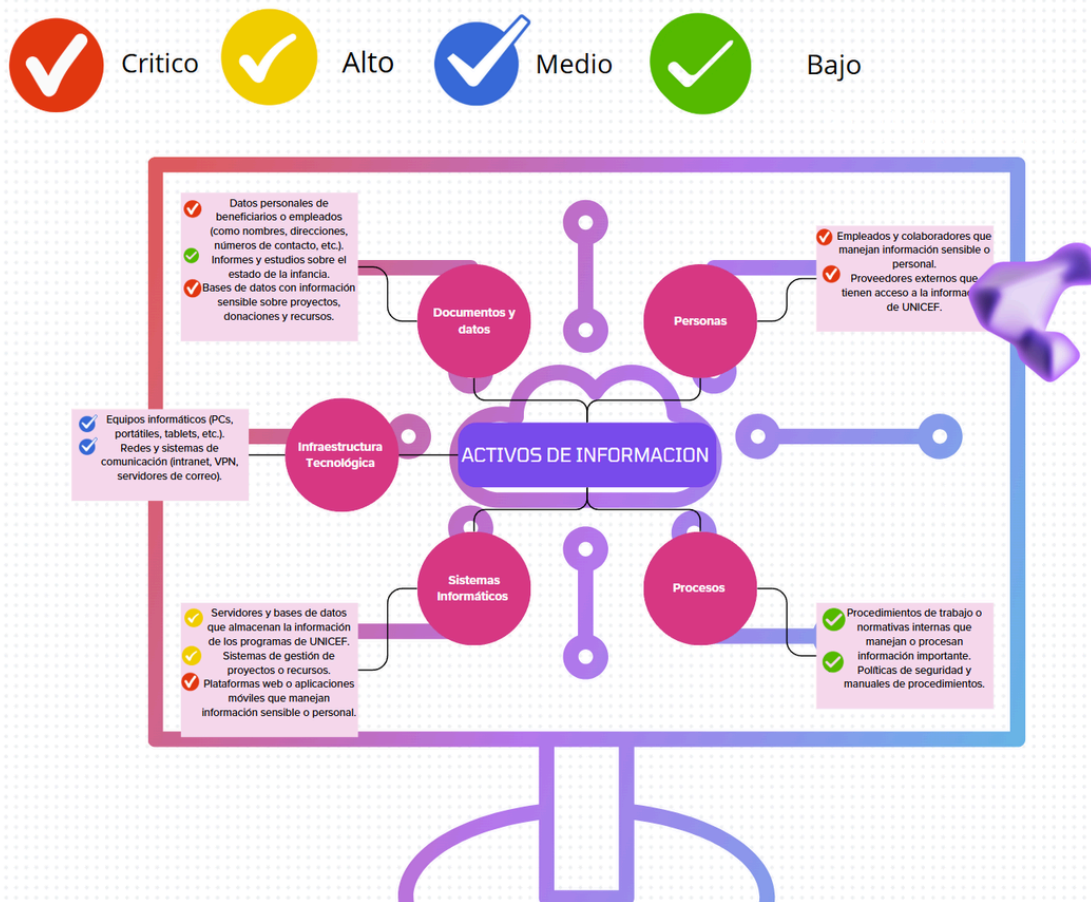 Critico
Alto
Medio
Bajo
Datos personales de
beneficiarios o empleados
(como nombres, direcciones,
números de contacto, etc.).
Informes y estudios sobre el
estado de la infancia.
Bases de datos con información
sensible sobre proyectos,
donaciones y recursos.
Documentos y
datos
Personas
Empleados y colaboradores que
manejan información sensible o
personal.
Proveedores externos que
tienen acceso a la
de UNICEF.
Equipos informáticos (PCs,
portátiles, tablets, etc.).
Redes y sistemas de
comunicación (intranet, VPN,
servidores de correo).
Infraestructura
Tecnológica
ACTIVOS DE INFORMACION
Servidores y bases de datos
que almacenan la información
de los programas de UNICEF.
Sistemas de gestión de
proyectos o recursos.
Plataformas web o aplicaciones
móviles que manejan
información sensible o personal.
Sistemas
Informáticos
Procesos
Procedimientos de trabajo o
normativas internas que
manejan o procesan
información importante.
Políticas de seguridad y
manuales de procedimientos.